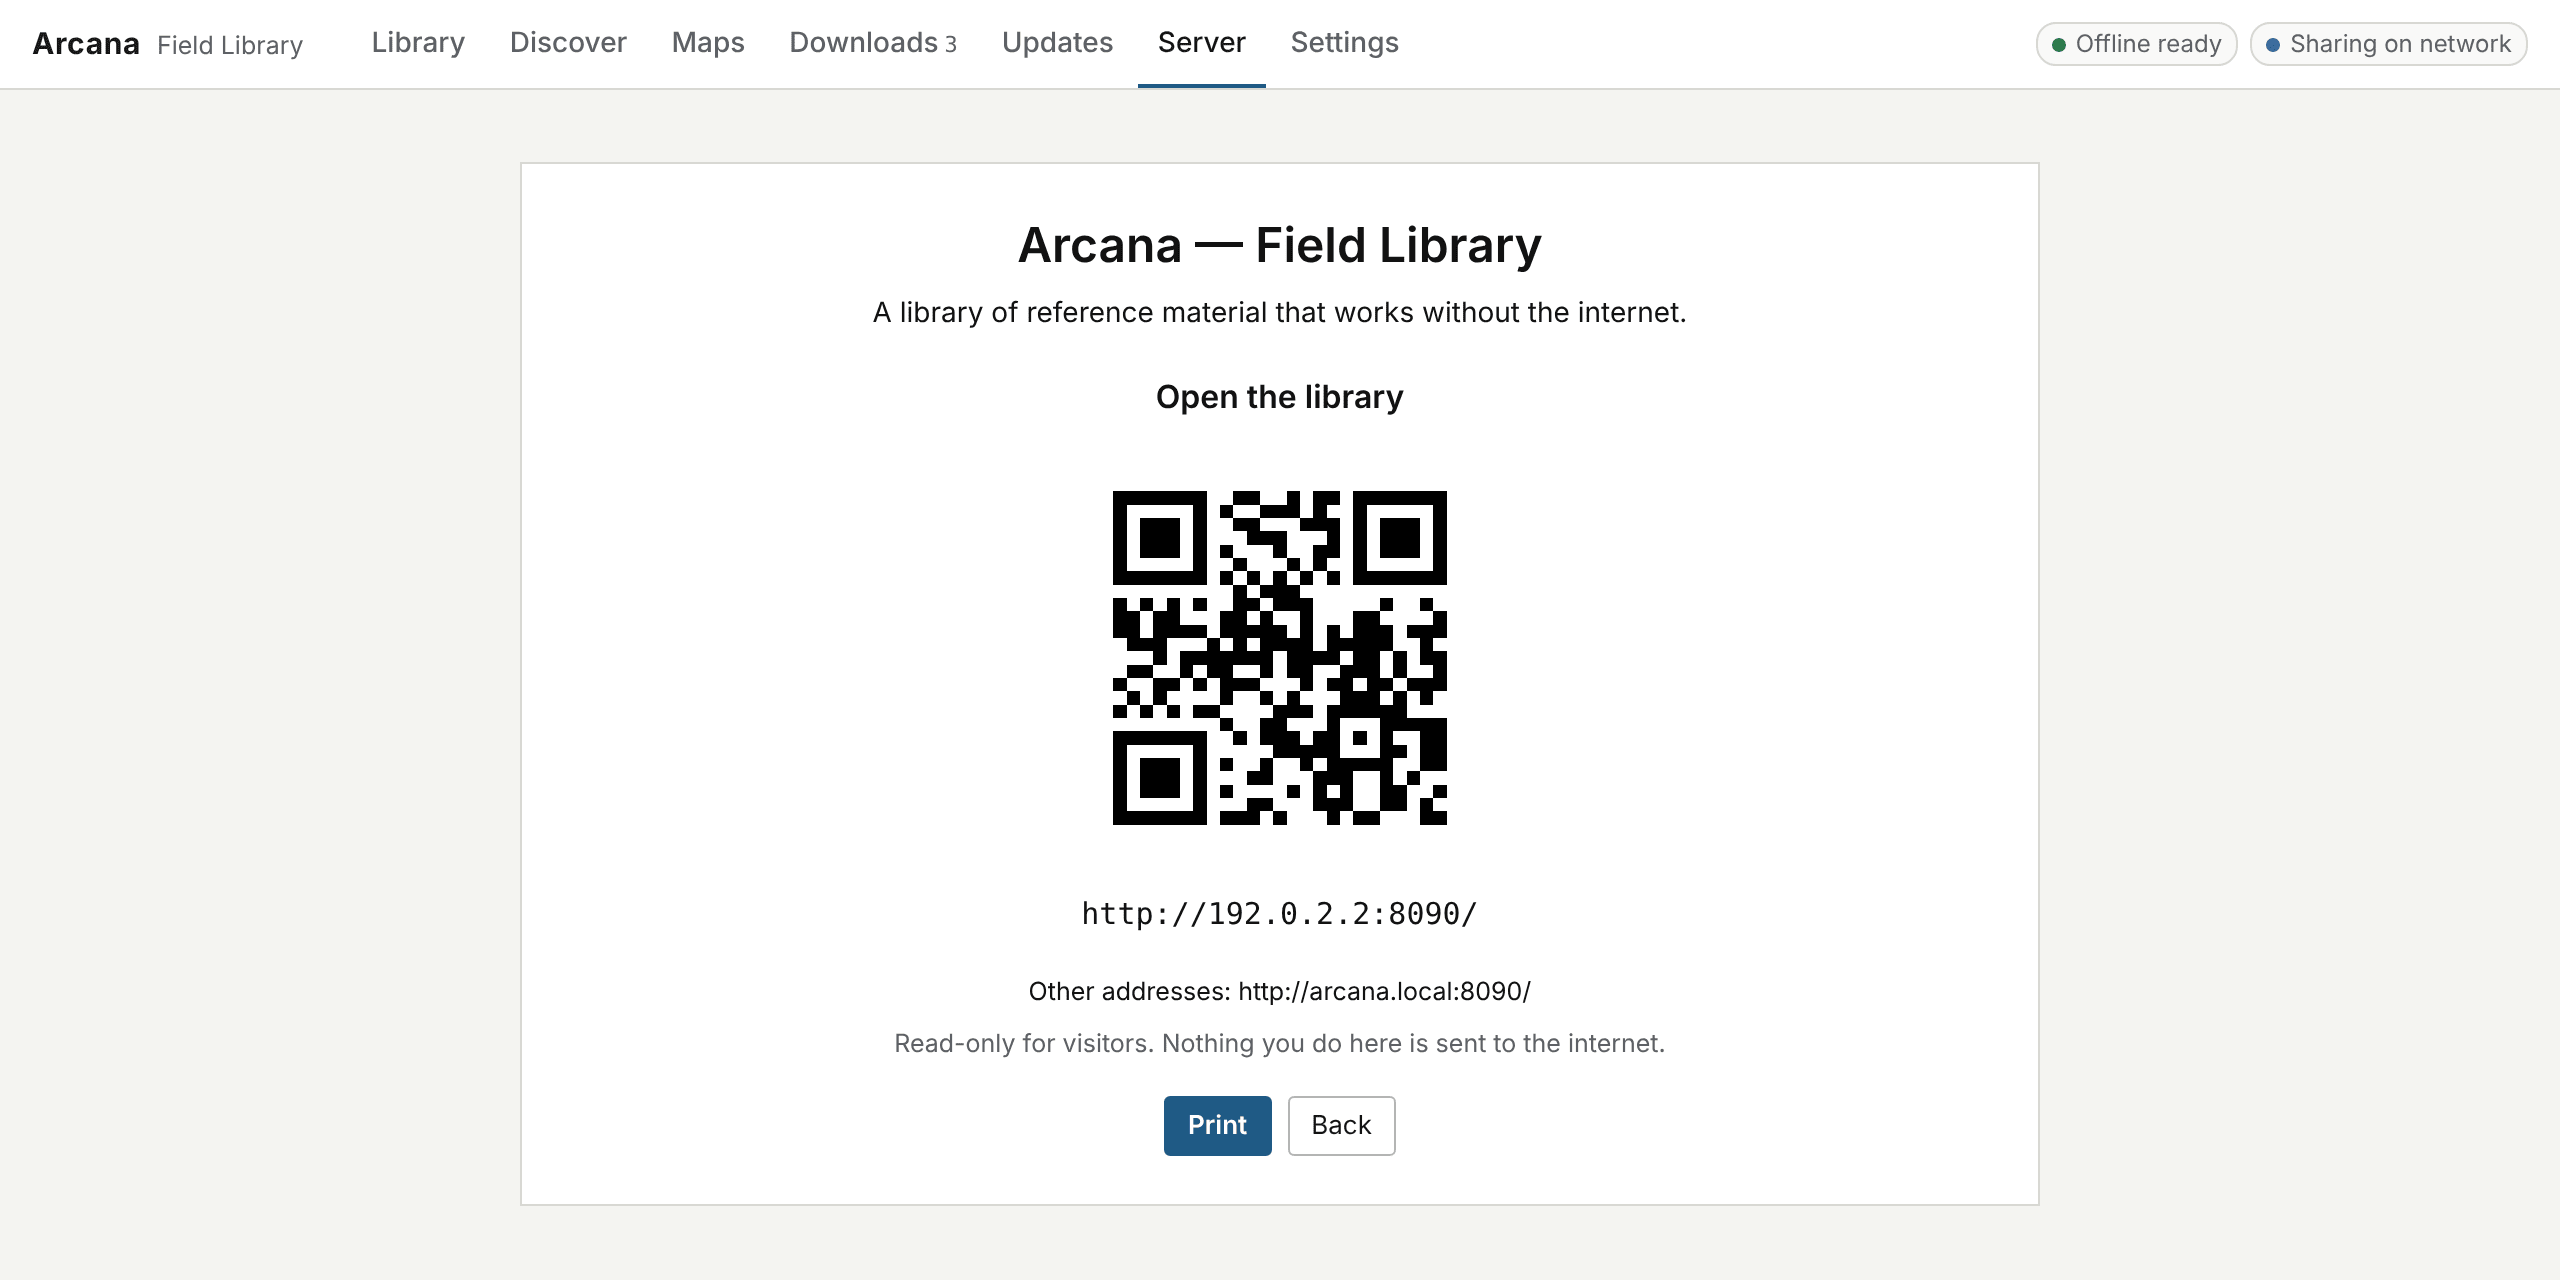 Arcana Field Library Library Discover Maps Downloads 3 Updates Server Settings Offline ready Sharing on network
Arcana — Field Library
A library of reference material that works without the internet.
Open the library
http://192.0.2.2:8090/
Other addresses: http://arcana.local:8090/
Read-only for visitors. Nothing you do here is sent to the internet.
Print Back